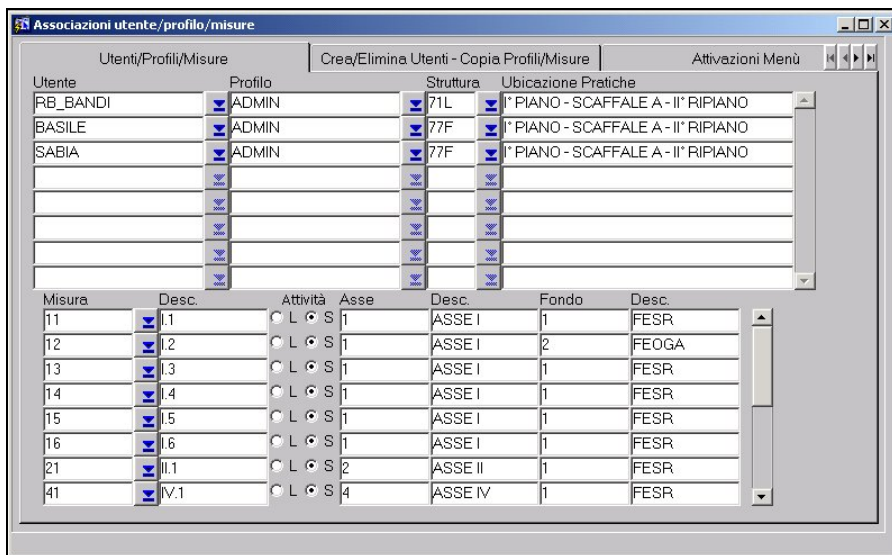 Associazioni utente/profilo/misure
Utenti/Profili/Misure Crea/Elimina Utenti - Copia Profili/Misure Attivazioni Menù
Utente Profilo Struttura Ubicazione Pratiche
RB_BANDI ADMIN 71L I° PIANO - SCAFFALE A - II° RIPIANO
BASILE ADMIN 77F I° PIANO - SCAFFALE A - II° RIPIANO
SABIA ADMIN 77F I° PIANO - SCAFFALE A - II° RIPIANO
Misura Desc. Attività Asse Desc. Fondo Desc.
11 I.1 L S 1 ASSE I 1 FESR
12 I.2 L S 1 ASSE I 2 FEOGA
13 I.3 L S 1 ASSE I 1 FESR
14 I.4 L S 1 ASSE I 1 FESR
15 I.5 L S 1 ASSE I 1 FESR
16 I.6 L S 1 ASSE I 1 FESR
21 II.1 L S 2 ASSE II 1 FESR
41 IV.1 L S 4 ASSE IV 1 FESR